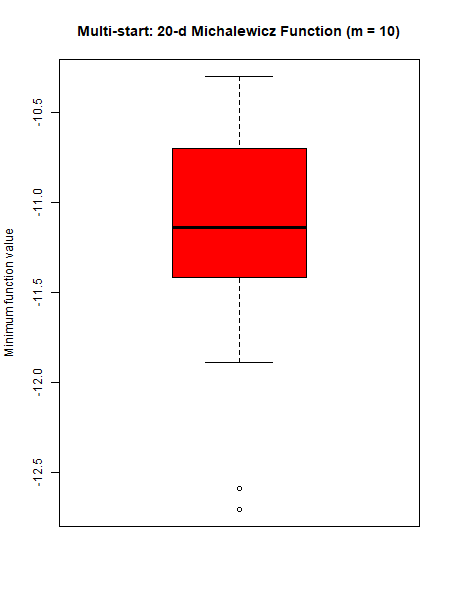 Multi-start: 20-d Michalewicz Function (m = 10)
Minimum function value
-10.5
-11.0
-11.5
-12.0
-12.5